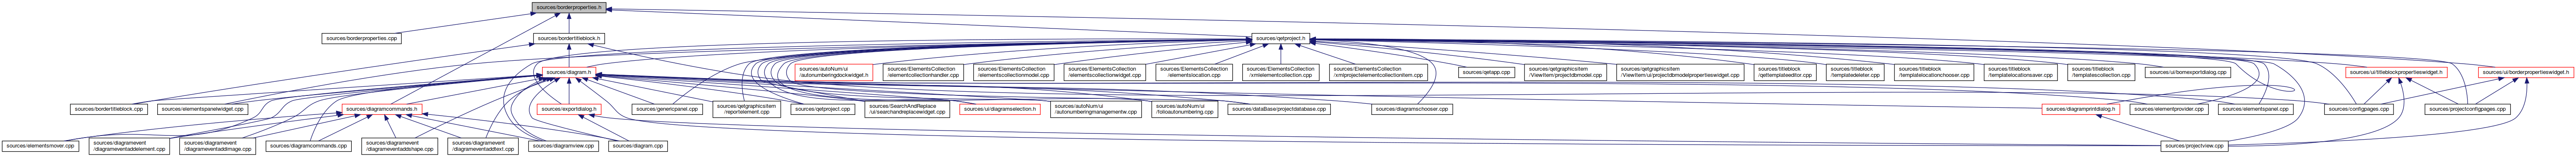 sources/borderproperties.h
sources/borderproperties.cpp
sources/bordertitleblock.h
sources/qetproject.h
sources/diagram.h
sources/autoNum/ui
/autonumberingdockwidget.h
sources/ElementsCollection
/elementcollectionhandler.cpp
sources/ElementsCollection
/elementscollectionmodel.cpp
sources/ElementsCollection
/elementscollectionwidget.cpp
sources/ElementsCollection
/elementslocation.cpp
sources/ElementsCollection
/xmlelementcollection.cpp
sources/ElementsCollection
/xmlprojectelementcollectionitem.cpp
sources/qetapp.cpp
sources/qetgraphicsitem
/ViewItem/projectdbmodel.cpp
sources/qetgraphicsitem
/ViewItem/ui/projectdbmodelpropertieswidget.cpp
sources/titleblock
/qettemplateeditor.cpp
sources/titleblock
/templatedeleter.cpp
sources/titleblock
/templatelocationchooser.cpp
sources/titleblock
/templatelocationsaver.cpp
sources/titleblock
/templatescollection.cpp
sources/ui/bomexportdialog.cpp
sources/ui/titleblockpropertieswidget.h
sources/ui/borderpropertieswidget.h
sources/bordertitleblock.cpp
sources/elementspanelwidget.cpp
sources/diagramcommands.h
sources/exportdialog.h
sources/genericpanel.cpp
sources/qetgraphicsitem
/reportelement.cpp
sources/qetproject.cpp
sources/SearchAndReplace
/ui/searchandreplacewidget.cpp
sources/ui/diagramselection.h
sources/autoNum/ui
/autonumberingmanagementw.cpp
sources/autoNum/ui
/folioautonumbering.cpp
sources/dataBase/projectdatabase.cpp
sources/diagramschooser.cpp
sources/diagramprintdialog.h
sources/elementprovider.cpp
sources/elementspanel.cpp
sources/configpages.cpp
sources/projectconfigpages.cpp
sources/elementsmover.cpp
sources/diagramevent
/diagrameventaddelement.cpp
sources/diagramevent
/diagrameventaddimage.cpp
sources/diagramcommands.cpp
sources/diagramevent
/diagrameventaddshape.cpp
sources/diagramevent
/diagrameventaddtext.cpp
sources/diagramview.cpp
sources/diagram.cpp
sources/projectview.cpp